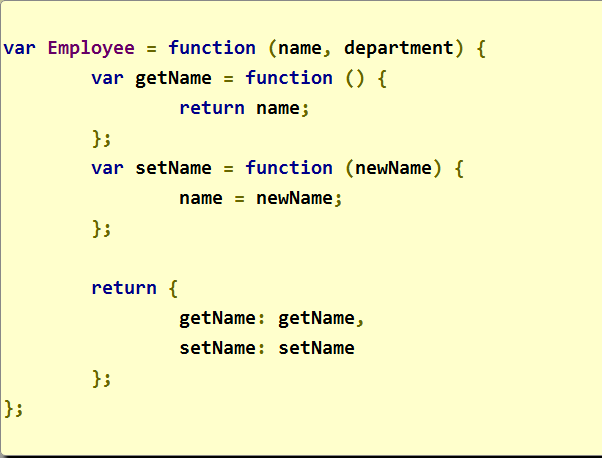 var Employee = function (name, department) {
        var getName = function () {
                return name;
        };
        var setName = function (newName) {
                name = newName;
        };

        return {
                getName: getName,
                setName: setName
        };
};